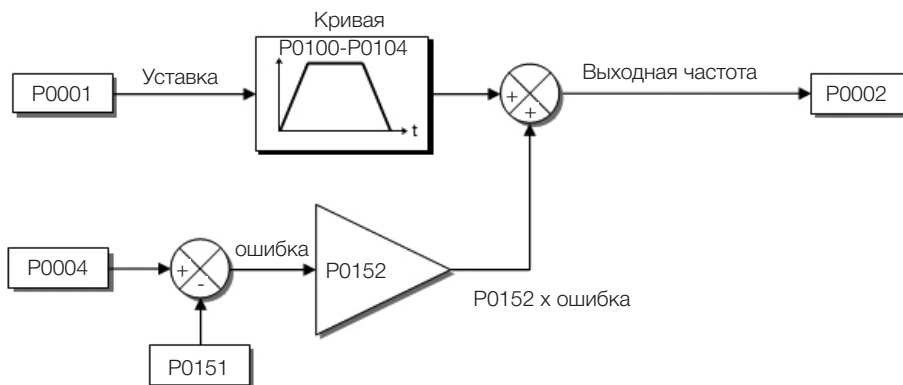 Кривая
P0100-P0104
P0001
Уставка
t
+
+
Выходная частота
P0002
P0004
+
-
ошибка
P0152
P0152 x ошибка
P0151